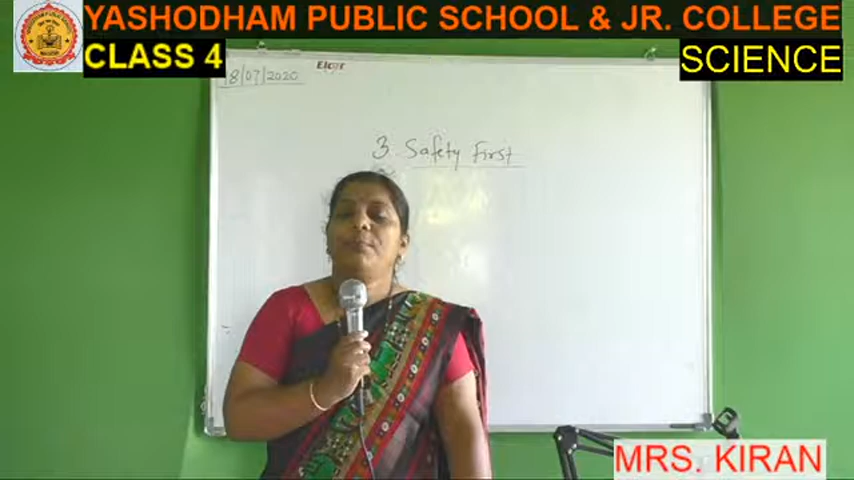 YASHODHAM PUBLIC SCHOOL & JR. COLLEGE
CLASS 4
SCIENCE
8/07/2020
3 Safety First
MRS. KIRAN